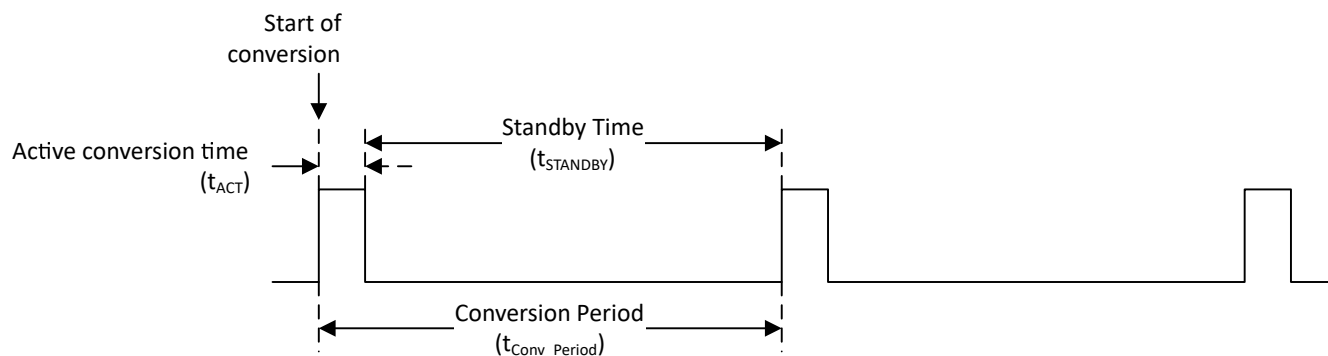 Start of
conversion
Standby Time
(tSTANDBY)
Active conversion time
(tACT)
Conversion Period
(tConv_Period)